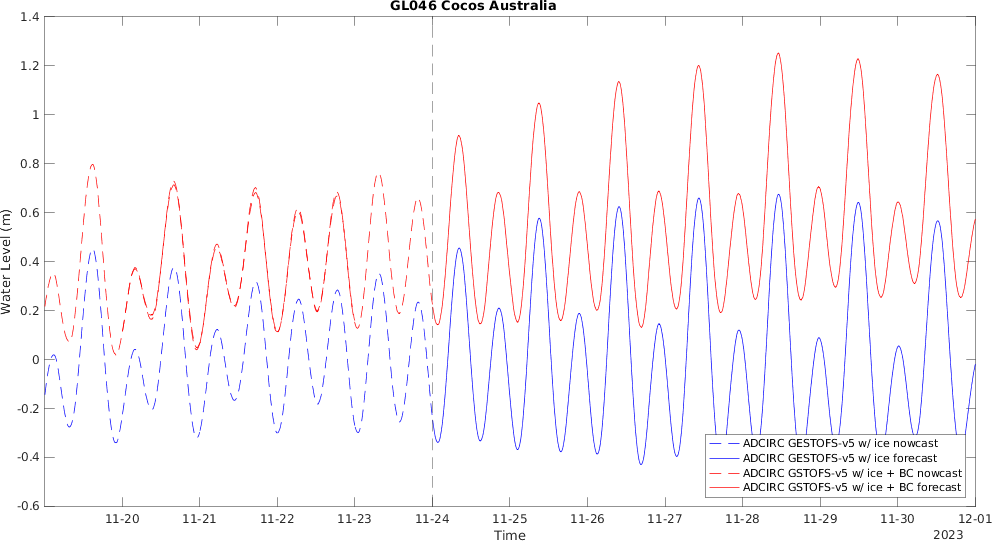 GL046 Cocos Australia
1.4
1.2
1
0.8
0.6
0.4
0.2
0
-0.2
-0.4
-0.6
Water Level (m)
ADCIRC GESTOFS-v5 w/ ice nowcast
ADCIRC GESTOFS-v5 w/ ice forecast
ADCIRC GSTOFS-v5 w/ ice + BC nowcast
ADCIRC GSTOFS-v5 w/ ice + BC forecast
11-20 11-21 11-22 11-23 11-24 11-25 11-26 11-27 11-28 11-29 11-30 12-01
Time
2023